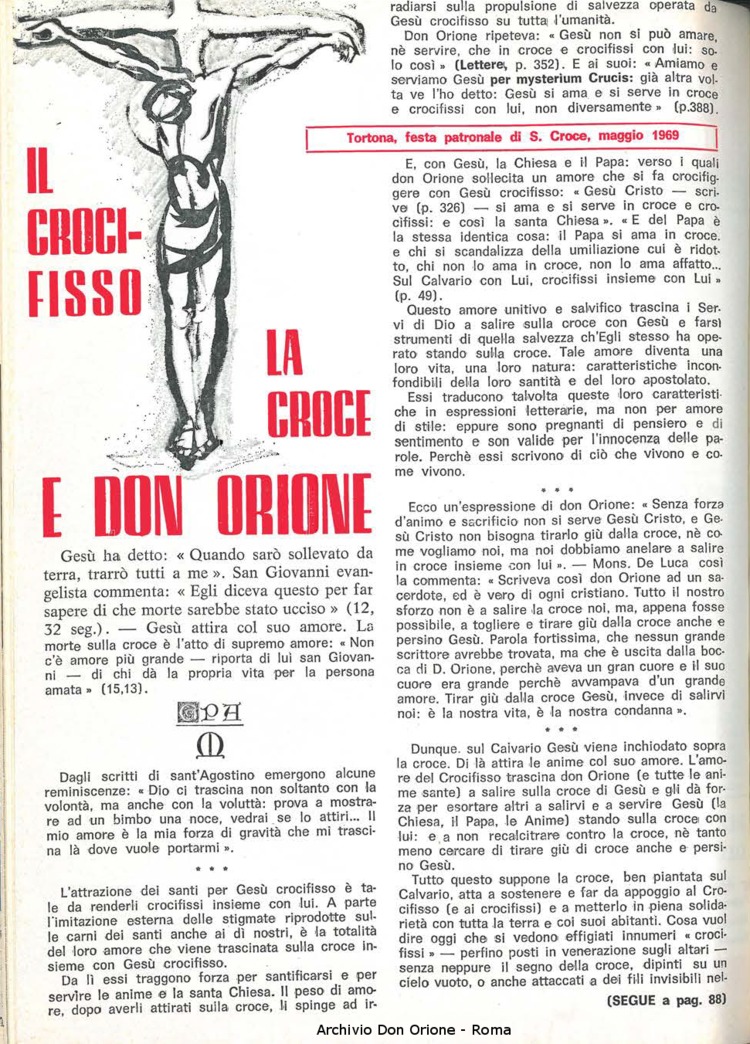 IL
CROCI-
FISSO
LA
CROCE
E DON ORIONE
Gesù ha detto: « Quando sarò sollevato da
terra, trarrò tutti a me ». San Giovanni evan-
gelista commenta: « Egli diceva questo per far
sapere di che morte sarebbe stato ucciso » (12,
32 seg.). — Gesù attira col suo amore. La
morte sulla croce è l'atto di supremo amore: « Non
c'è amore più grande — riporta di lui san Giovan-
ni — di chi dà la propria vita per la persona
amata » (15,13).
Dagli scritti di sant'Agostino emergono alcune
reminiscenze: « Dio ci trascina non soltanto con la
volontà, ma anche con la voluttà: prova a mostra-
re ad un bimbo una noce, vedrai se lo attiri... Il
mio amore è la mia forza di gravità che mi trasci-
na là dove vuole portarmi ».
* * *
L'attrazione dei santi per Gesù crocifisso è ta-
le da renderli crocifissi insieme con lui. A parte
l'imitazione esterna delle stigmate riprodotte sul-
le carni dei santi anche ai dì nostri, è la totalità
del loro amore che viene trascinata sulla croce in-
sieme con Gesù crocifisso.
Da lì essi traggono forza per santificarsi e per
servire le anime e la santa Chiesa. Il peso di amo-
re, dopo averli attirati sulla croce, li spinge ad ir-
radiarsi sulla propulsione di salvezza operata da
Gesù crocifisso su tutta l'umanità.
Don Orione ripeteva: « Gesù non si può amare,
nè servire, che in croce e crocifissi con lui: so-
lo così » (Lettere, p. 352). E ai suoi: « Amiamo e
serviamo Gesù per mysterium Crucis: già altra vol-
ta ve l'ho detto: Gesù si ama e si serve in croce
e crocifissi con lui, non diversamente » (p.388).
Tortona, festa patronale di S. Croce, maggio 1969
E, con Gesù, la Chiesa e il Papa: verso i quali
don Orione sollecita un amore che si fa crocifig-
gere con Gesù crocifisso: « Gesù Cristo — scri-
ve (p. 326) — si ama e si serve in croce e cro-
cifissi: e così la santa Chiesa ». « E del Papa è
la stessa identica cosa: il Papa si ama in croce.
e chi si scandalizza della umiliazione cui è ridot-
to, chi non lo ama in croce, non lo ama affatto...
Sul Calvario con Lui, crocifissi insieme con Lui »
(p. 49).
Questo amore unitivo e salvifico trascina i Ser-
vi di Dio a salire sulla croce con Gesù e farsi
strumenti di quella salvezza ch'Egli stesso ha ope-
rato stando sulla croce. Tale amore diventa una
loro vita, una loro natura: caratteristiche incon-
fondibili della loro santità e del loro apostolato.
Essi traducono talvolta queste loro caratteristi-
che in espressioni letterarie, ma non per amore
di stile: eppure sono pregnanti di pensiero e di
sentimento e son valide per l'innocenza delle pa-
role. Perchè essi scrivono di ciò che vivono e co-
me vivono.
* * *
Ecco un'espressione di don Orione: « Senza forza
d'animo e sacrificio non si serve Gesù Cristo, e Ge-
sù Cristo non bisogna tirarlo giù dalla croce, nè co-
me vogliamo noi, ma noi dobbiamo anelare a salire
in croce insieme con lui ». — Mons. De Luca così
la commenta: « Scriveva così don Orione ad un sa-
cerdote, ed è vero di ogni cristiano. Tutto il nostro
sforzo non è a salire la croce noi, ma, appena fosse
possibile, a togliere e tirare giù dalla croce anche e
persino Gesù. Parola fortissima, che nessun grande
scrittore avrebbe trovata, ma che è uscita dalla boc-
ca di D. Orione, perchè aveva un gran cuore e il suo
cuore era grande perchè avvampava d'un grande
amore. Tirar giù dalla croce Gesù, invece di salirvi
noi: è la nostra vita, è la nostra condanna ».
* * *
Dunque. sul Calvario Gesù viene inchiodato sopra
la croce. Di là attira le anime col suo amore. L'amo-
re del Crocifisso trascina don Orione (e tutte le ani-
me sante) a salire sulla croce di Gesù e gli dà for-
za per esortare altri a salirvi e a servire Gesù (la
Chiesa, il Papa, le Anime) stando sulla croce con
lui: e a non recalcitrare contro la croce, nè tanto
meno cercare di tirare giù di croce anche e persi-
no Gesù.
Tutto questo suppone la croce, ben piantata sul
Calvario, atta a sostenere e far da appoggio al Cro-
cifisso (e ai crocifissi) e a metterlo in piena solida-
rietà con tutta la terra e coi suoi abitanti. Cosa vuol
dire oggi che si vedono effigiati innumeri « croci-
fissi » — perfino posti in venerazione sugli altari —
senza neppure il segno della croce, dipinti su un
cielo vuoto, o anche attaccati a dei fili invisibili nel-
(SEGUE a pag. 88)
Archivio Don Orione - Roma